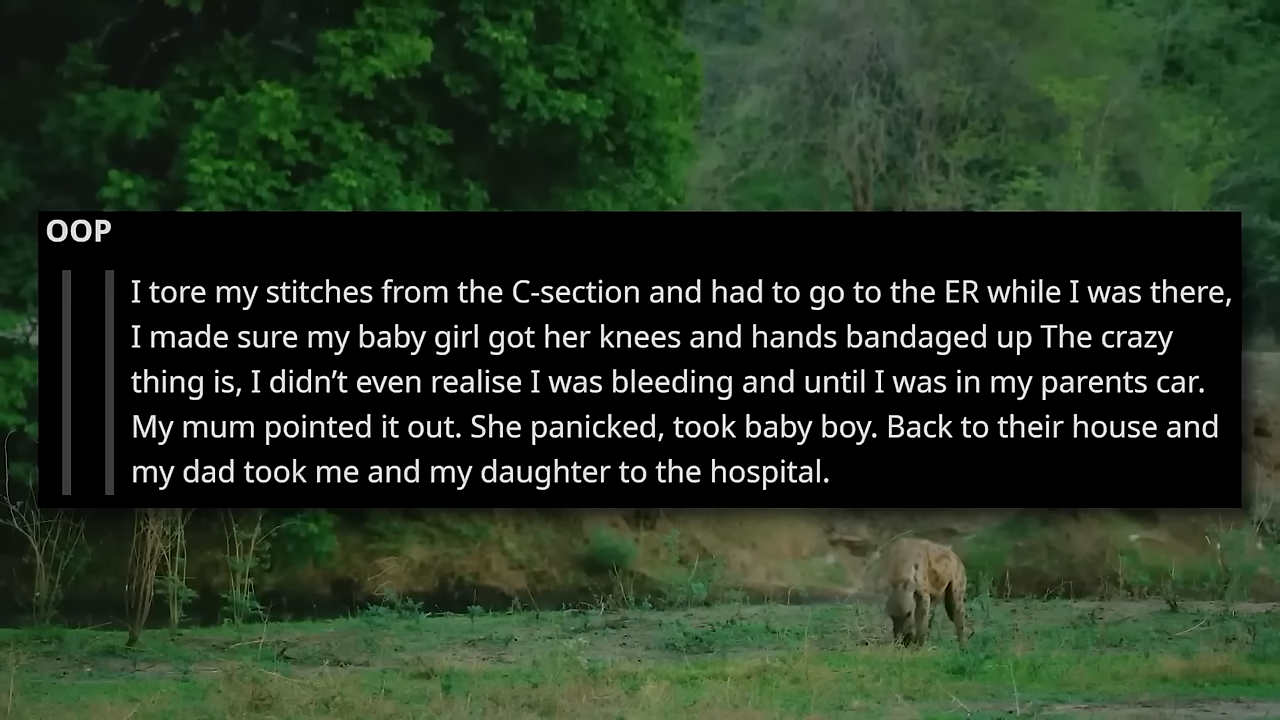 OOP
I tore my stitches from the C-section and had to go to the ER while I was there,
I made sure my baby girl got her knees and hands bandaged up The crazy
thing is, I didn’t even realise I was bleeding and until I was in my parents car.
My mum pointed it out. She panicked, took baby boy. Back to their house and
my dad took me and my daughter to the hospital.